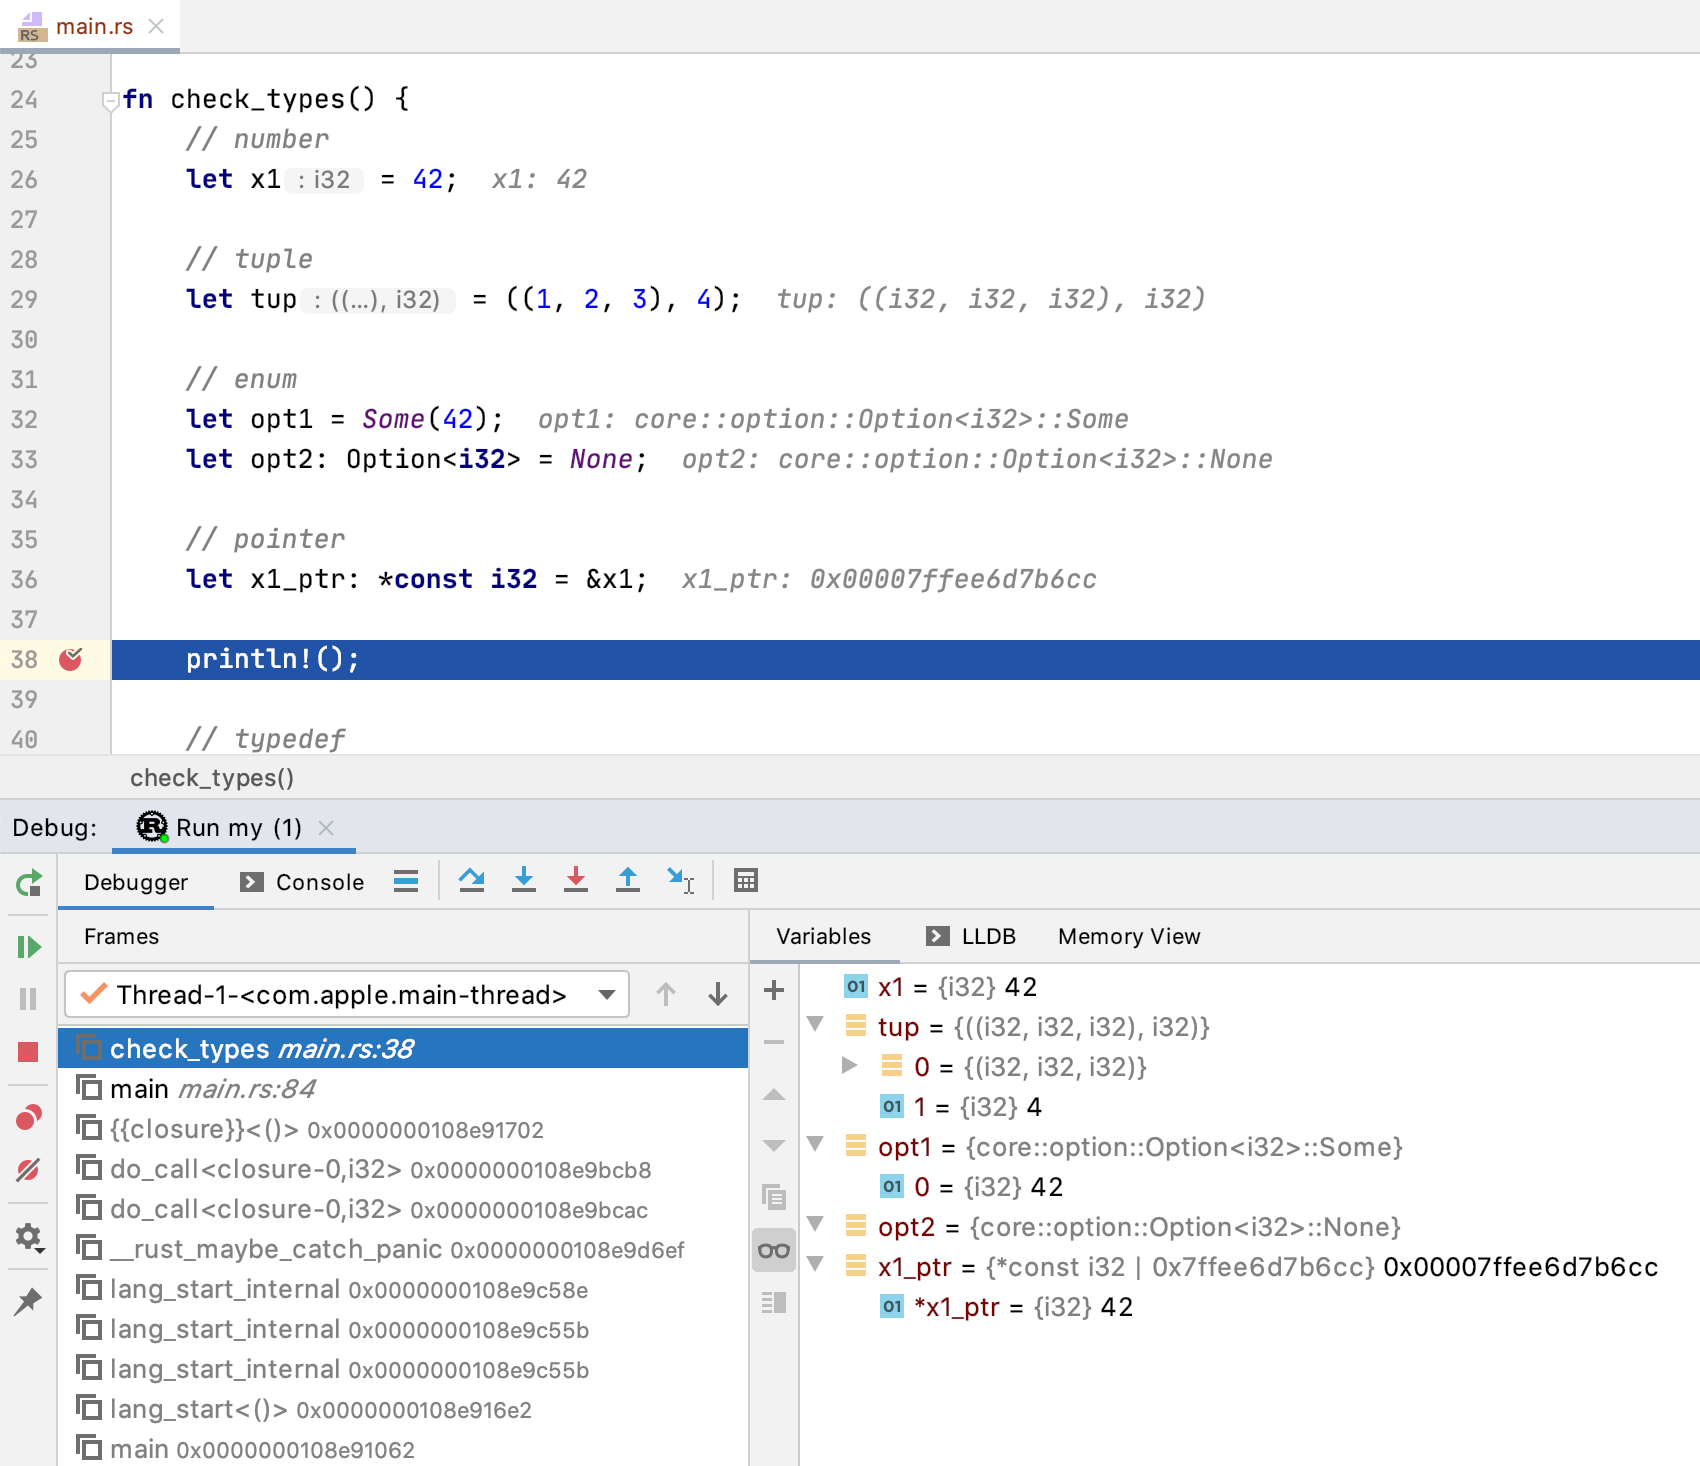 RS main.rs
23
24 fn check_types() {
25 // number
26 let x1 : i32 = 42; x1: 42
27
28 // tuple
29 let tup : ((...), i32) = ((1, 2, 3), 4); tup: ((i32, i32, i32), i32)
30
31 // enum
32 let opt1 = Some(42); opt1: core::option::Option<i32>::Some
33 let opt2: Option<i32> = None; opt2: core::option::Option<i32>::None
34
35 // pointer
36 let x1_ptr: *const i32 = &x1; x1_ptr: 0x00007ffee6d7b6cc
37
38 println!();
39
40 // typedef
check_types()
Debug: Run my (1)
Debugger Console
Frames
Thread-1-<com.apple.main-thread>
check_types main.rs:38
main main.rs:84
{{closure}}<()> 0x0000000108e91702
do_call<closure-0,i32> 0x0000000108e9bcb8
do_call<closure-0,i32> 0x0000000108e9bcac
__rust_maybe_catch_panic 0x0000000108e9d6ef
lang_start_internal 0x0000000108e9c58e
lang_start_internal 0x0000000108e9c55b
lang_start_internal 0x0000000108e9c55b
lang_start<()> 0x0000000108e916e2
main 0x0000000108e91062
Variables LLDB Memory View
01 x1 = {i32} 42
tup = {((i32, i32, i32), i32)}
0 = {(i32, i32, i32)}
01 1 = {i32} 4
opt1 = {core::option::Option<i32>::Some}
01 0 = {i32} 42
opt2 = {core::option::Option<i32>::None}
x1_ptr = {*const i32 | 0x7ffee6d7b6cc} 0x00007ffee6d7b6cc
01 *x1_ptr = {i32} 42